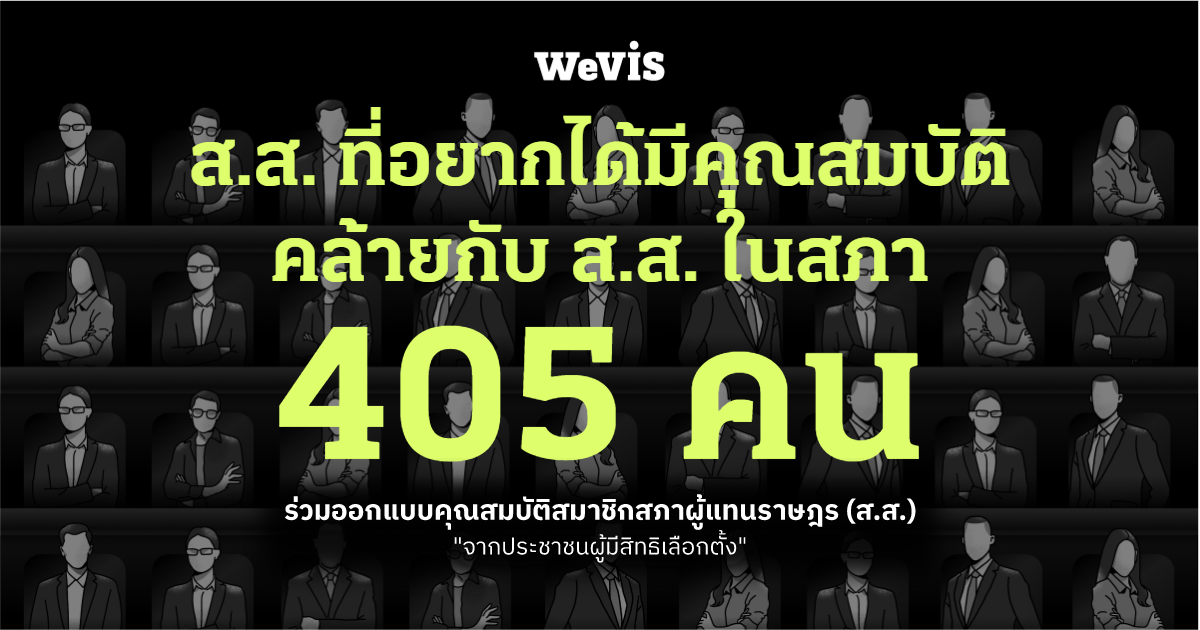 WeVIS
ส.ส. ที่อยากได้มีคุณสมบัติ
คล้ายกับ ส.ส. ในสภา
405 คน
ร่วมออกแบบคุณสมบัติสมาชิกสภาผู้แทนราษฎร (ส.ส.)
"จากประชาชนผู้มีสิทธิเลือกตั้ง"